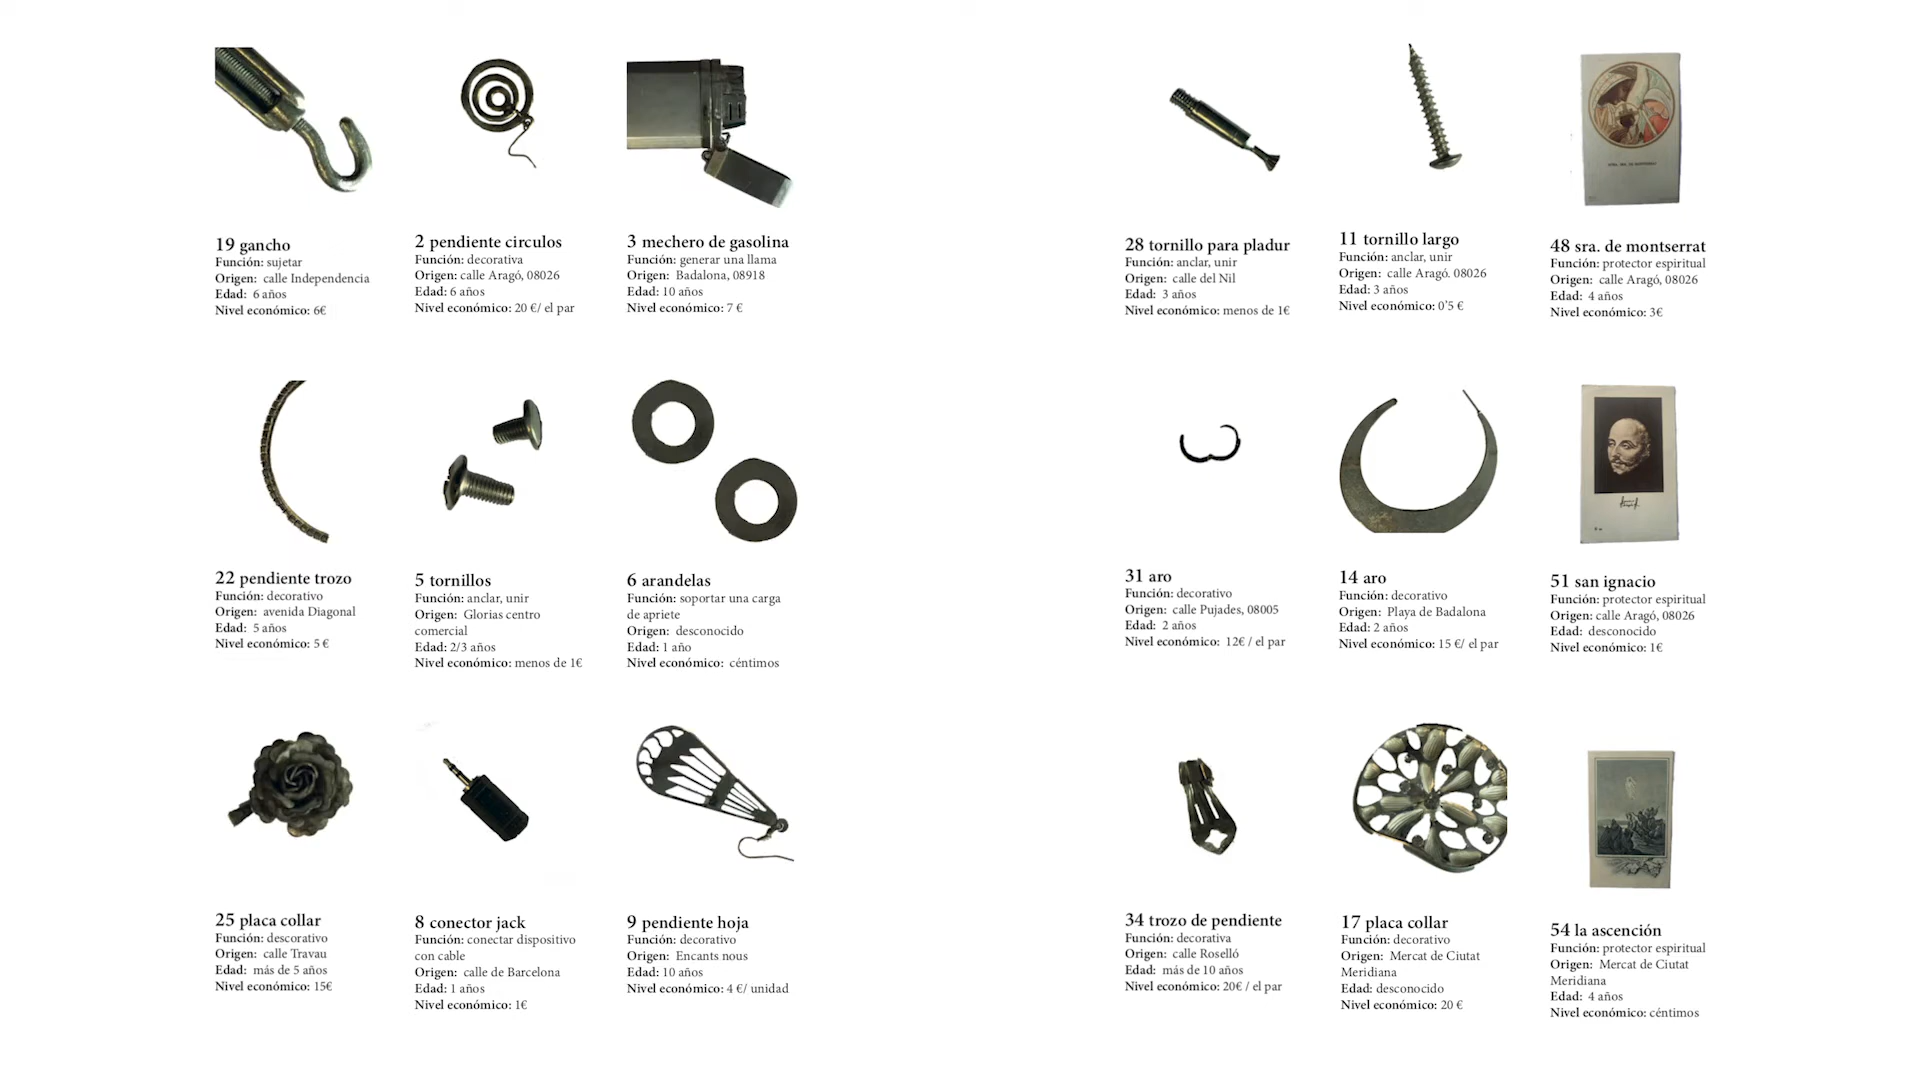 19 gancho
Función: sujetar
Origen: calle Independencia
Edad: 6 años
Nivel económico: 6€
2 pendiente circulos
Función: decorativa
Origen: calle Aragó, 08026
Edad: 6 años
Nivel económico: 20 €/ el par
3 mechero de gasolina
Función: generar una llama
Origen: Badalona, 08918
Edad: 10 años
Nivel económico: 7 €
28 tornillo para pladur
Función: anclar, unir
Origen: calle del Nil
Edad: 3 años
Nivel económico: menos de 1€
11 tornillo largo
Función: anclar, unir
Origen: calle Aragó. 08026
Edad: 3 años
Nivel económico: 0'5 €
48 sra. de montserrat
Función: protector espiritual
Origen: calle Aragó, 08026
Edad: 4 años
Nivel económico: 3€
22 pendiente trozo
Función: decorativo
Origen: avenida Diagonal
Edad: 5 años
Nivel económico: 5 €
5 tornillos
Función: anclar, unir
Origen: Glorias centro
comercial
Edad: 2/3 años
Nivel económico: menos de 1€
6 arandelas
Función: soportar una carga
de apriete
Origen: desconocido
Edad: 1 año
Nivel económico: céntimos
31 aro
Función: decorativo
Origen: calle Pujades, 08005
Edad: 2 años
Nivel económico: 12€ / el par
14 aro
Función: decorativo
Origen: Playa de Badalona
Edad: 2 años
Nivel económico: 15 €/ el par
51 san ignacio
Función: protector espiritual
Origen: calle Aragó, 08026
Edad: desconocido
Nivel económico: 1€
25 placa collar
Función: descorativo
Origen: calle Travau
Edad: más de 5 años
Nivel económico: 15€
8 conector jack
Función: conectar dispositivo
con cable
Origen: calle de Barcelona
Edad: 1 años
Nivel económico: 1€
9 pendiente hoja
Función: decorativo
Origen: Encants nous
Edad: 10 años
Nivel económico: 4 €/ unidad
34 trozo de pendiente
Función: decorativa
Origen: calle Roselló
Edad: más de 10 años
Nivel económico: 20€ / el par
17 placa collar
Función: decorativo
Origen: Mercat de Ciutat
Meridiana
Edad: desconocido
Nivel económico: 20 €
54 la ascención
Función: protector espiritual
Origen: Mercat de Ciutat
Meridiana
Edad: 4 años
Nivel económico: céntimos